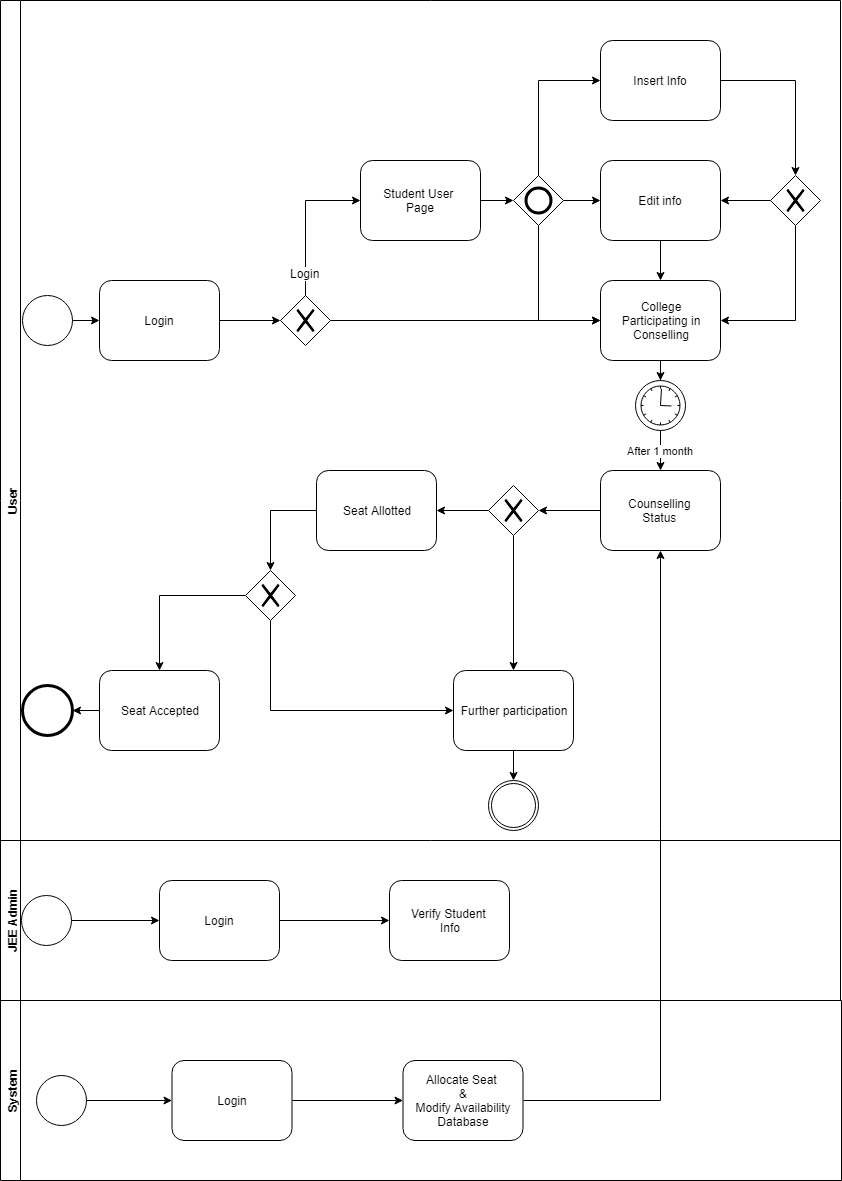 Insert Info
Student User
Page
Edit info
Login
Login
College
Participating in
Conselling
After 1 month
User
Seat Allotted
Counselling
Status
Seat Accepted
Further participation
JEE Admin
Login
Verify Student
Info
System
Login
Allocate Seat
&
Modify Availability
Database